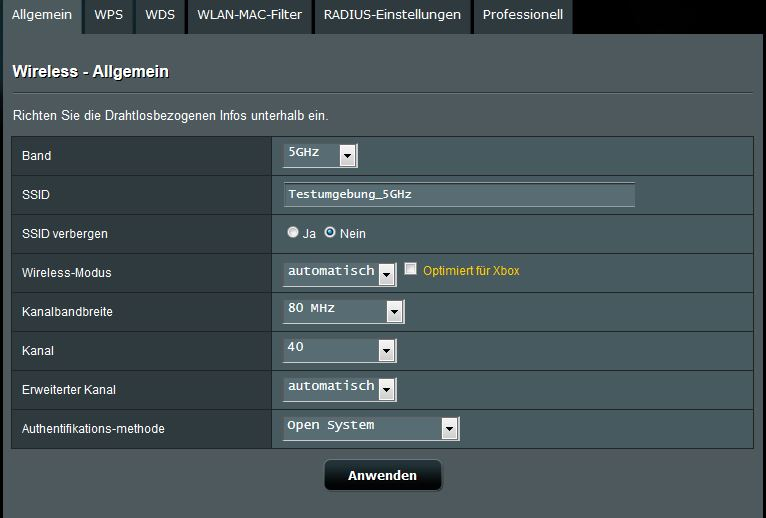 Allgemein WPS WDS WLAN-MAC-Filter RADIUS-Einstellungen Professionell
Wireless - Allgemein
Richten Sie die Drahtlosbezogenen Infos unterhalb ein.
Band 5GHz
SSID Testumgebung_5GHz
SSID verbergen Ja Nein
Wireless-Modus automatisch Optimiert für Xbox
Kanalbandbreite 80 MHz
Kanal 40
Erweiterter Kanal automatisch
Authentifikations-methode Open System
Anwenden